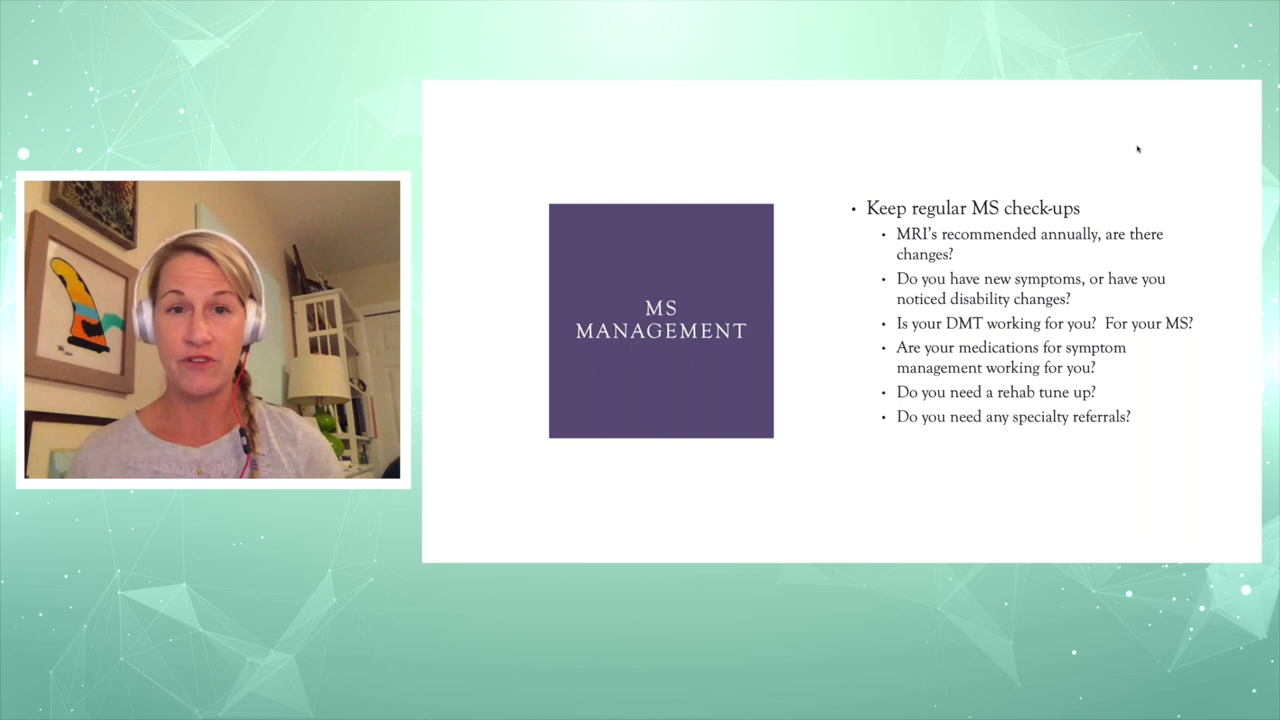 MS
MANAGEMENT
• Keep regular MS check-ups
• MRI's recommended annually, are there
changes?
• Do you have new symptoms, or have you
noticed disability changes?
• Is your DMT working for you?  For your MS?
• Are your medications for symptom
management working for you?
• Do you need a rehab tune up?
• Do you need any specialty referrals?